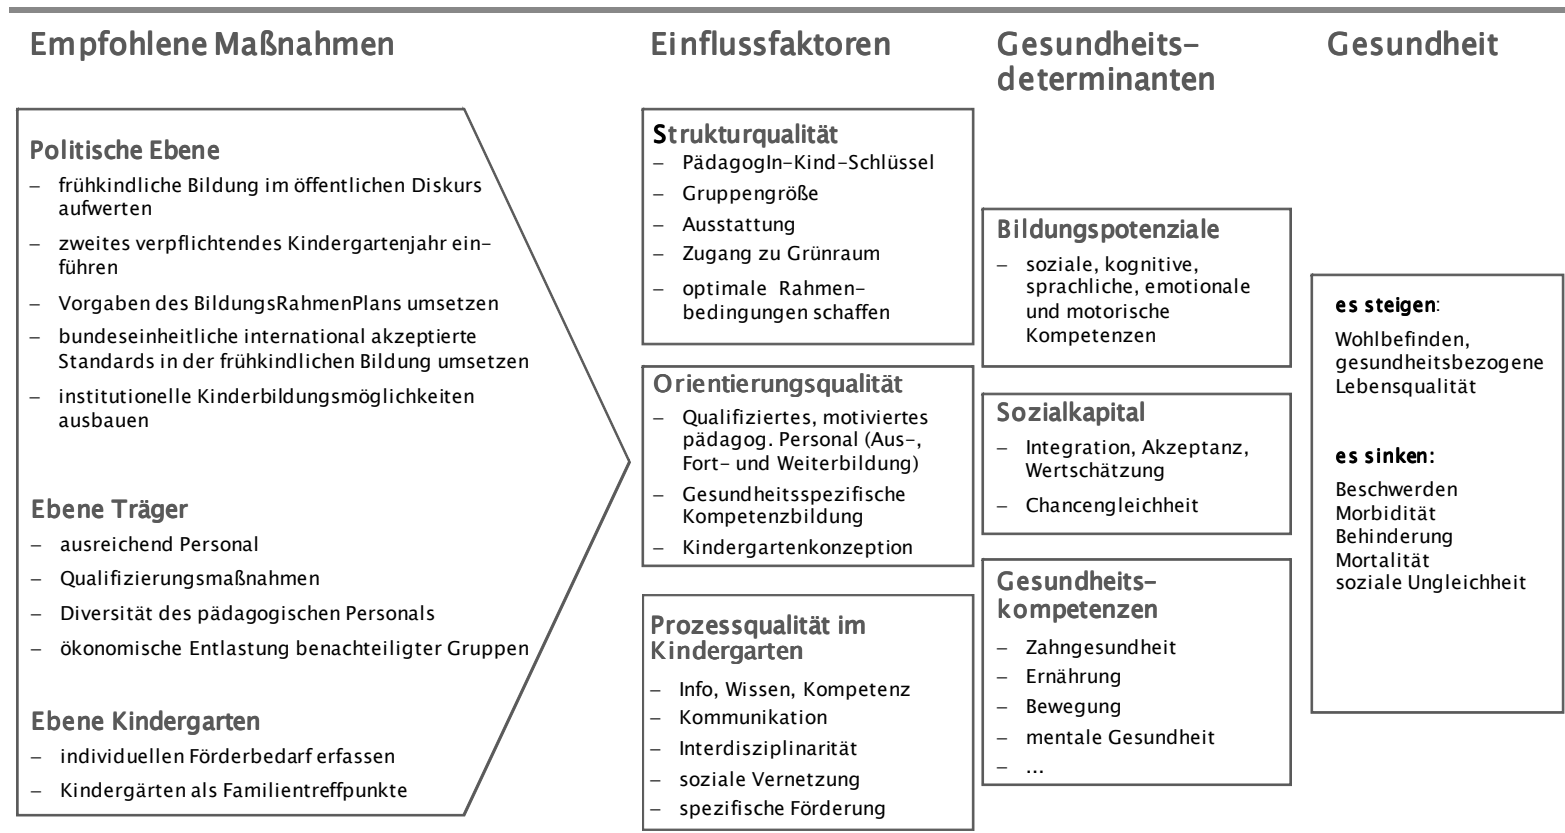 Empfohlene Maßnahmen
Politische Ebene
– frühkindliche Bildung im öffentlichen Diskurs
aufwerten
– zweites verpflichtendes Kindergartenjahr ein–
führen
– Vorgaben des BildungsRahmenPlans umsetzen
– bundeseinheitliche international akzeptierte
Standards in der frühkindlichen Bildung umsetzen
– institutionelle Kinderbildungsmöglichkeiten
ausbauen
Ebene Träger
– ausreichend Personal
– Qualifizierungsmaßnahmen
– Diversität des pädagogischen Personals
– ökonomische Entlastung benachteiligter Gruppen
Ebene Kindergarten
– individuellen Förderbedarf erfassen
– Kindergärten als Familientreffpunkte
Einflussfaktoren
Strukturqualität
– PädagogIn–Kind–Schlüssel
– Gruppengröße
– Ausstattung
– Zugang zu Grünraum
– optimale Rahmen–
bedingungen schaffen
Orientierungsqualität
– Qualifiziertes, motiviertes
pädagog. Personal (Aus–,
Fort– und Weiterbildung)
– Gesundheitsspezifische
Kompetenzbildung
– Kindergartenkonzeption
Prozessqualität im
Kindergarten
– Info, Wissen, Kompetenz
– Kommunikation
– Interdisziplinarität
– soziale Vernetzung
– spezifische Förderung
Gesundheits–
determinanten
Bildungspotenziale
– soziale, kognitive,
sprachliche, emotionale
und motorische
Kompetenzen
Sozialkapital
– Integration, Akzeptanz,
Wertschätzung
– Chancengleichheit
Gesundheits–
kompetenzen
– Zahngesundheit
– Ernährung
– Bewegung
– mentale Gesundheit
– ...
Gesundheit
es steigen:
Wohlbefinden,
gesundheitsbezogene
Lebensqualität
es sinken:
Beschwerden
Morbidität
Behinderung
Mortalität
soziale Ungleichheit